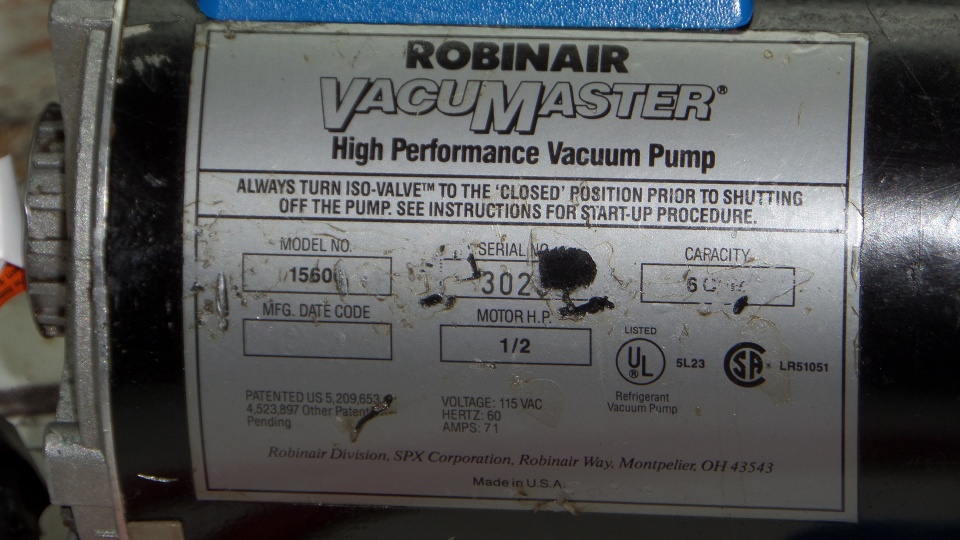 ROBINAIR
VACUMASTER®
High Performance Vacuum Pump
ALWAYS TURN ISO-VALVE™ TO THE 'CLOSED' POSITION PRIOR TO SHUTTING
OFF THE PUMP. SEE INSTRUCTIONS FOR START-UP PROCEDURE.
MODEL NO. SERIAL CAPACITY
1560 302 6
MFG. DATE CODE MOTOR H.P.
1/2
LISTED
UL® 5L23 SA LR51051
Refrigerant
Vacuum Pump
PATENTED US 5,209,653
4,523,897 Other
Pending
VOLTAGE: 115 VAC
HERTZ: 60
AMPS: 71
Robinair Division, SPX Corporation, Robinair Way, Montpelier, OH 43543
Made in U.S.A.